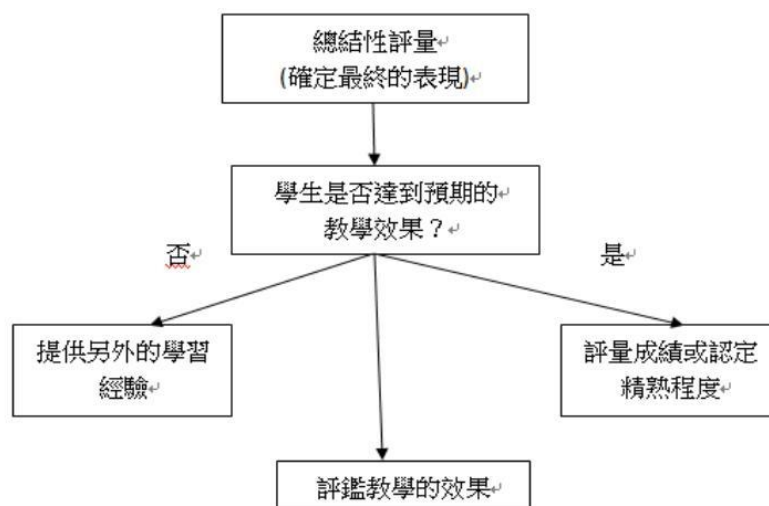 總結性評量
(確定最終的表現)
學生是否達到預期的
教學效果？
否
是
提供另外的學習
經驗
評量成績或認定
精熟程度
評鑑教學的效果